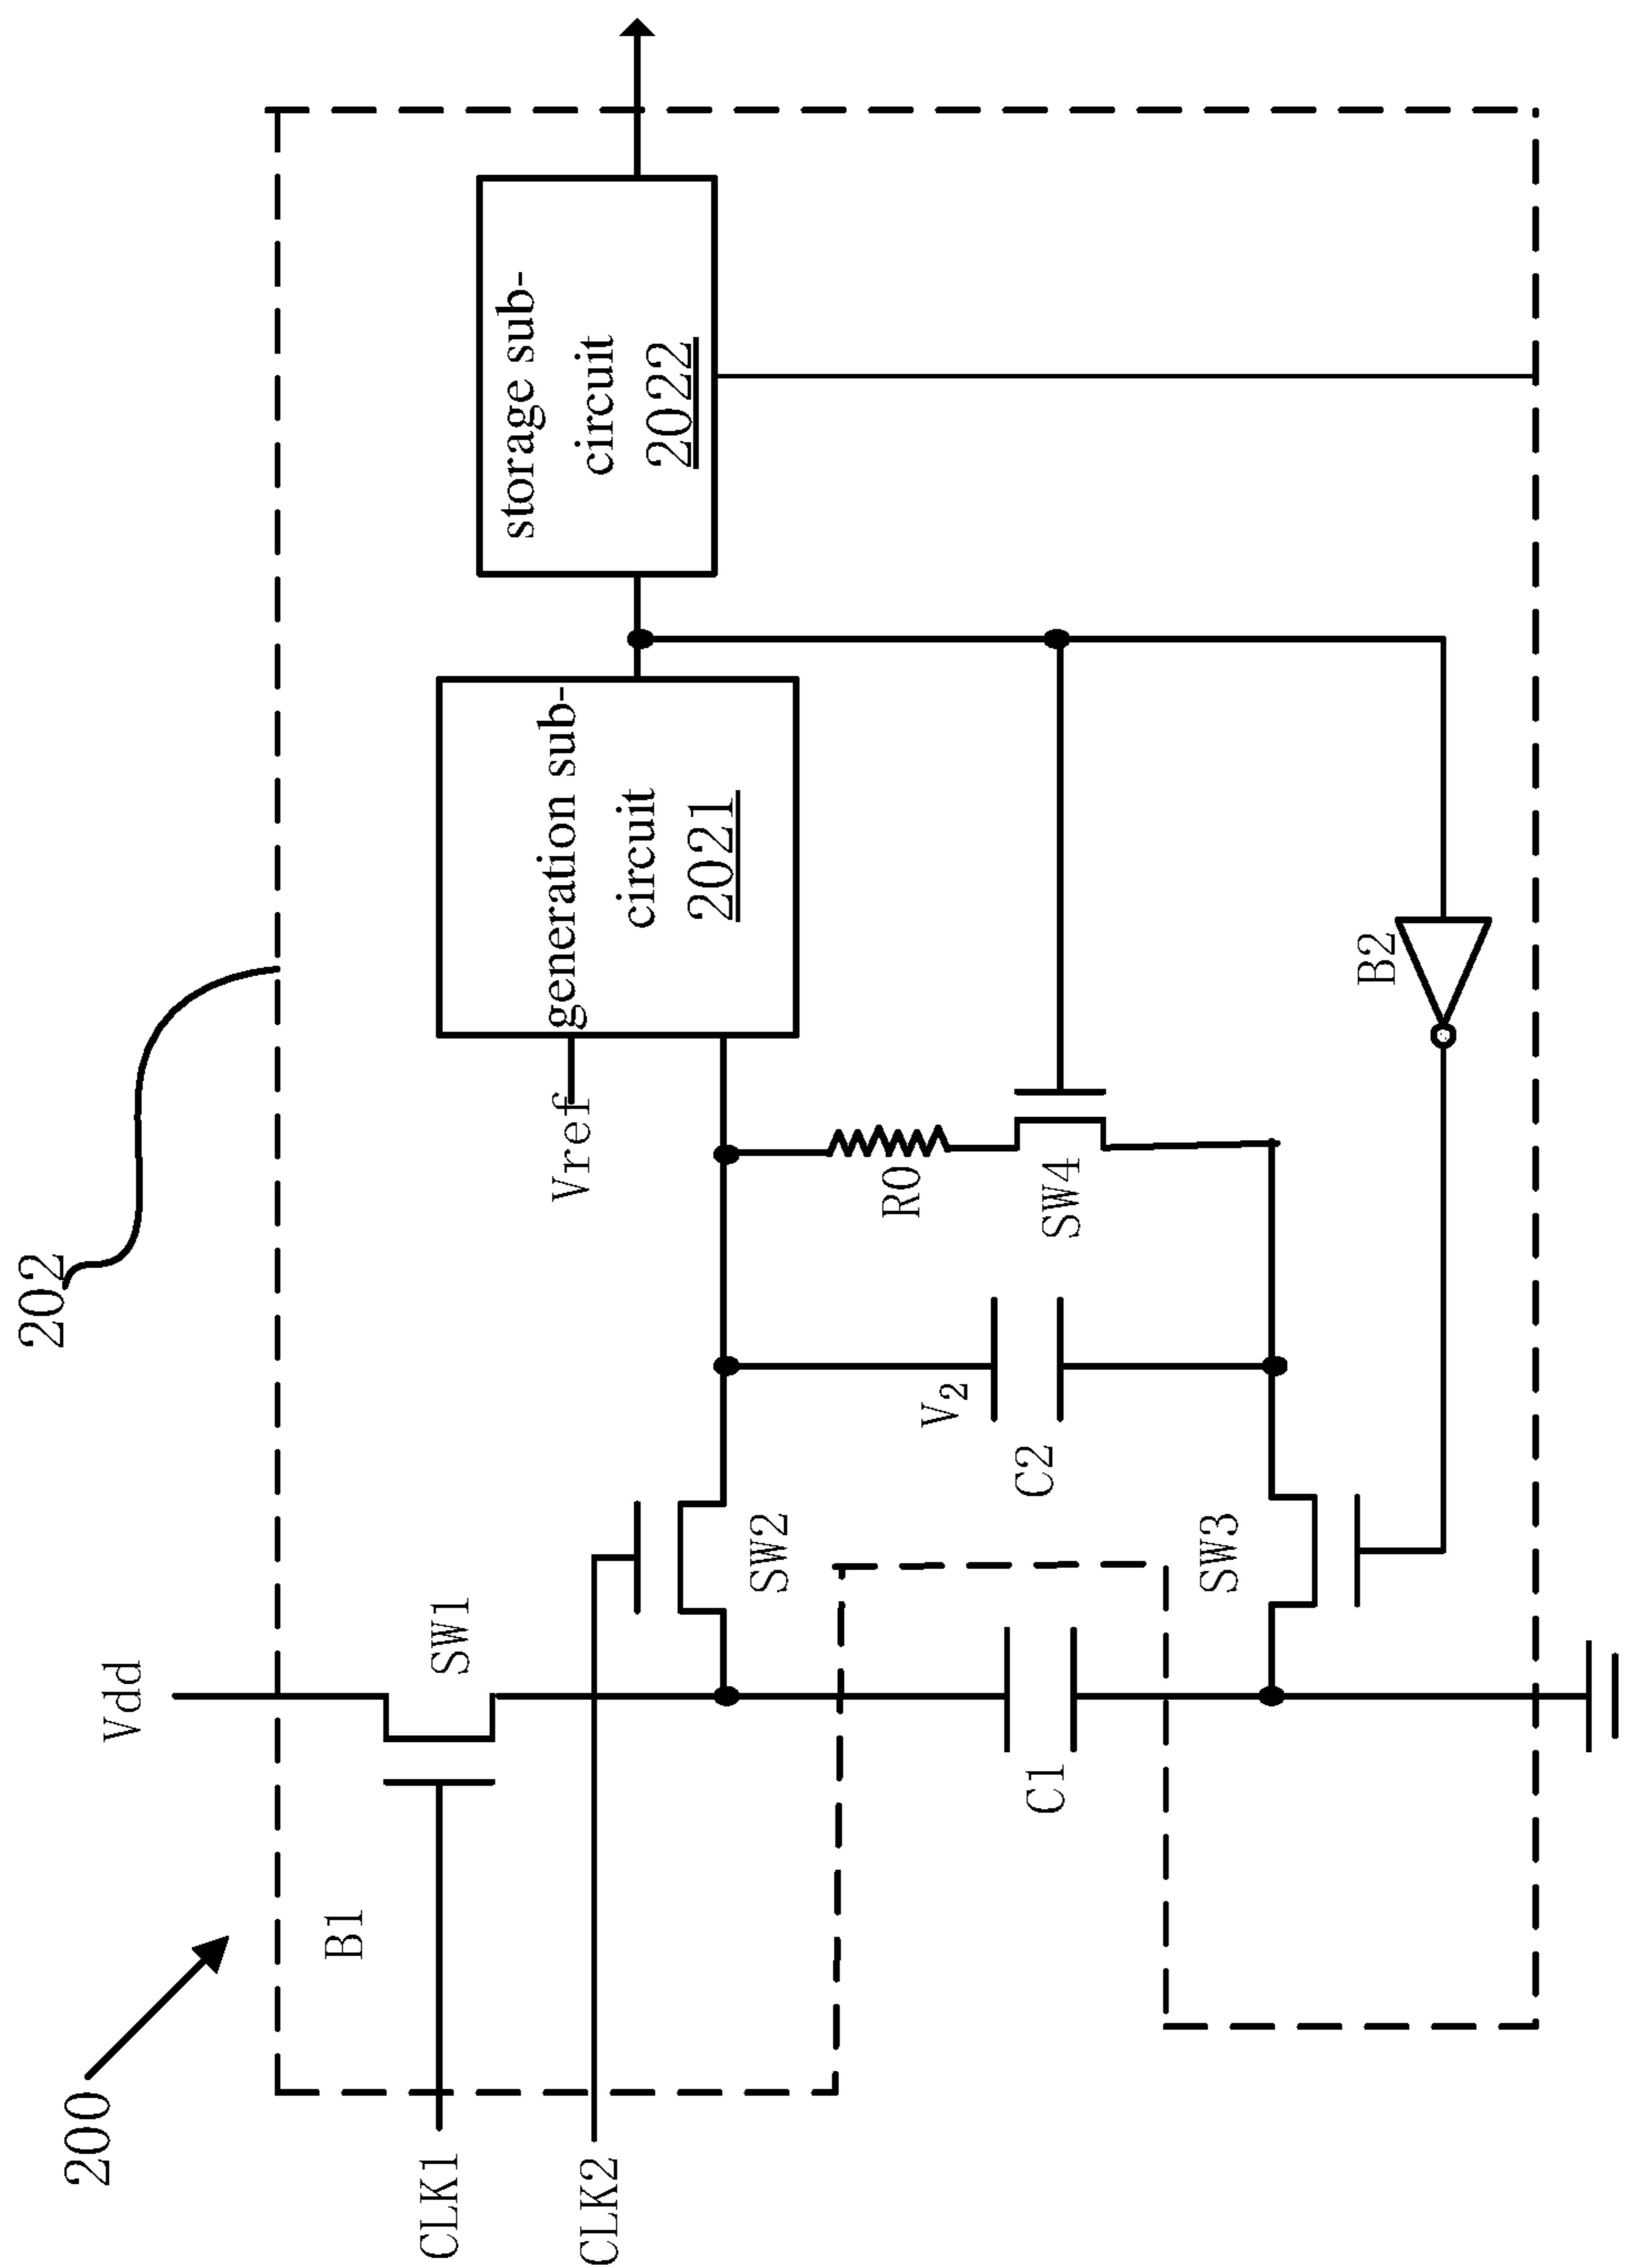 200
202
Vdd
B1
SW1
CLK1
CLK2
SW2
Vref
generation sub-
circuit
2021
storage sub-
circuit
2022
V2
C1
C2
R0
SW4
SW3
B2